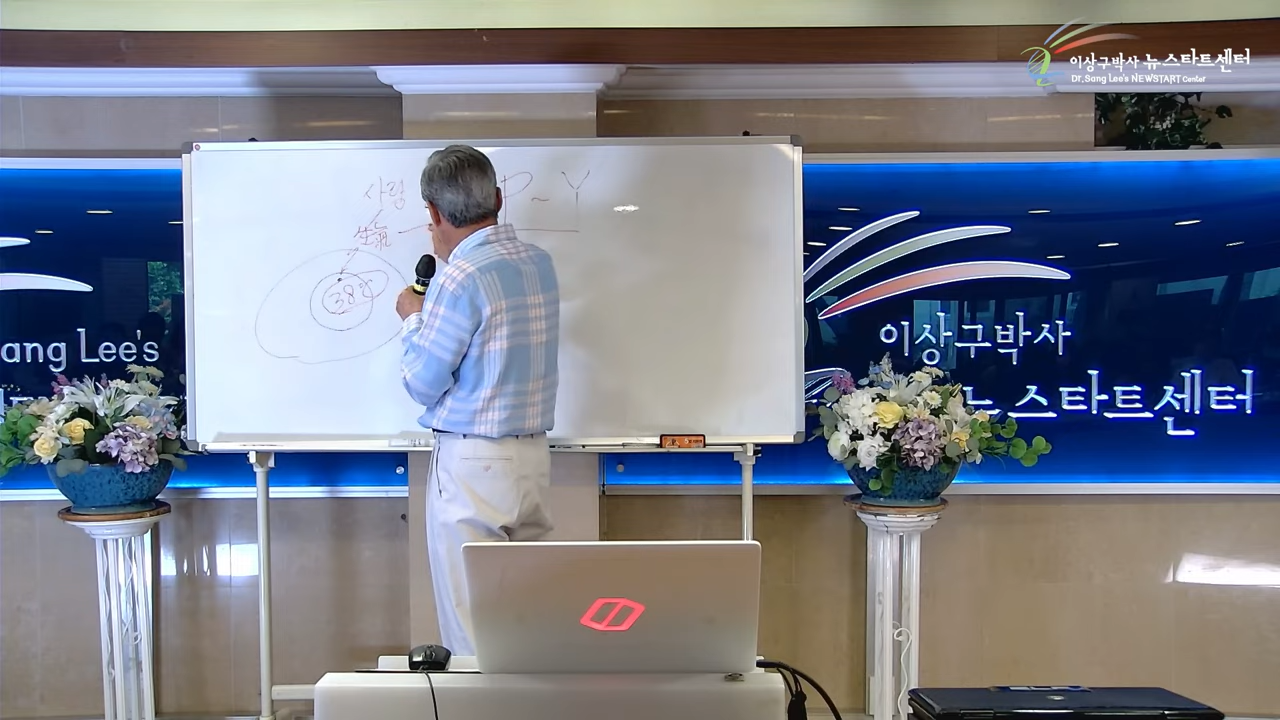 이상구박사 뉴스타트센터
Dr.Sang Lee's NEWSTART Center
사랑
P ~ Y
生氣
38℃
ang Lee's
이상구박사
뉴스타트센터